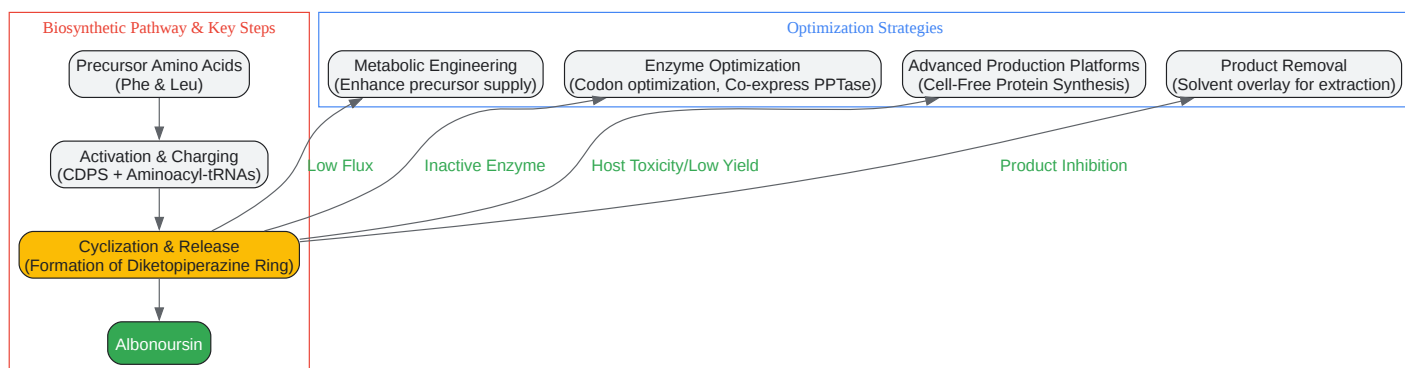 Biosynthetic Pathway & Key Steps
Precursor Amino Acids
(Phe & Leu)
Activation & Charging
(CDPS + Aminoacyl-tRNAs)
Cyclization & Release
(Formation of Diketopiperazine Ring)
Albonoursin
Optimization Strategies
Metabolic Engineering
(Enhance precursor supply)
Enzyme Optimization
(Codon optimization, Co-express PPTase)
Advanced Production Platforms
(Cell-Free Protein Synthesis)
Product Removal
(Solvent overlay for extraction)
Low Flux
Inactive Enzyme
Host Toxicity/Low Yield
Product Inhibition